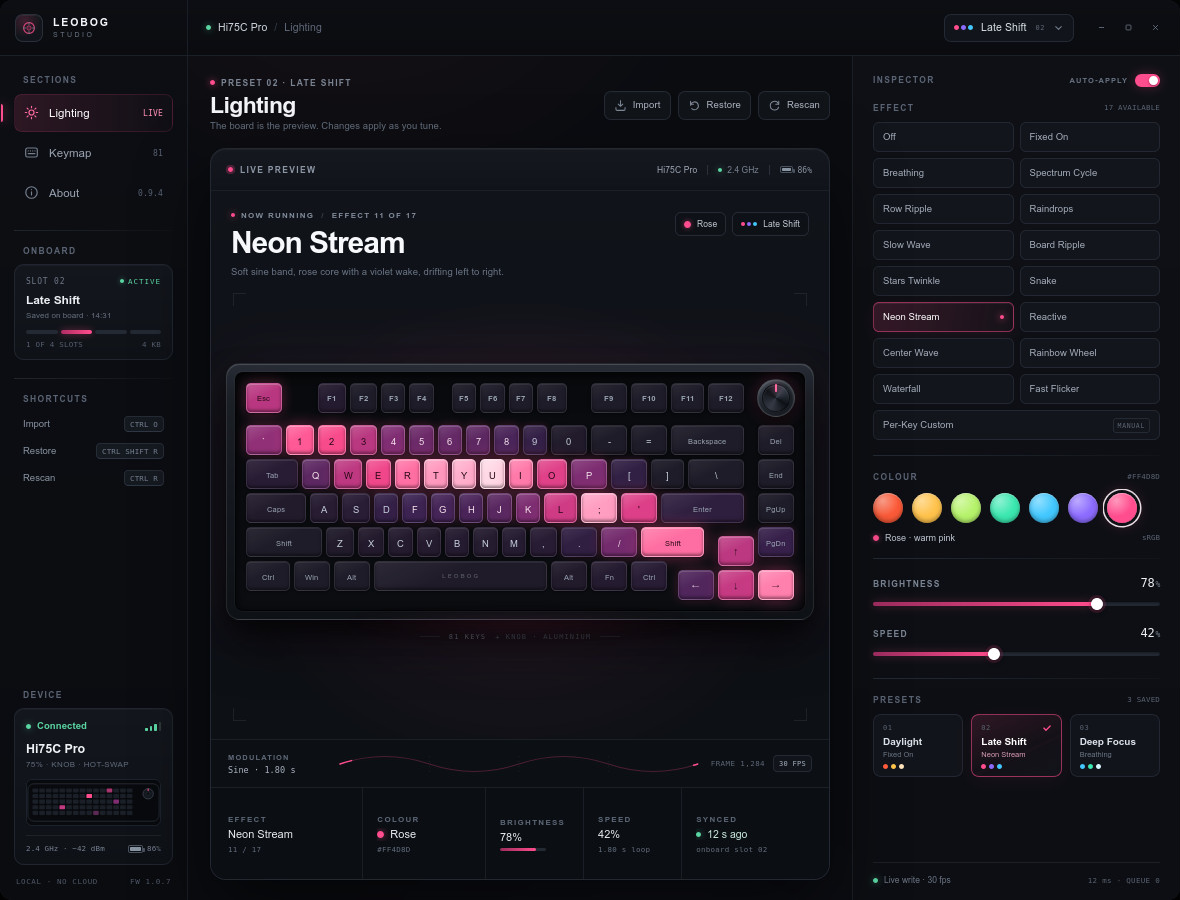 LEOBOG
STUDIO
Hi75C Pro / Lighting
Late Shift 02
SECTIONS
Lighting LIVE
Keymap 81
About 0.9.4
ONBOARD
SLOT 02 ACTIVE
Late Shift
Saved on board · 14:31
1 OF 4 SLOTS 4 KB
SHORTCUTS
Import CTRL O
Restore CTRL SHIFT R
Rescan CTRL R
DEVICE
Connected
Hi75C Pro
75% · KNOB · HOT-SWAP
2.4 GHz · −42 dBm 86%
LOCAL · NO CLOUD FW 1.0.7
PRESET 02 · LATE SHIFT
Lighting
The board is the preview. Changes apply as you tune.
Import Restore Rescan
LIVE PREVIEW
Hi75C Pro 2.4 GHz 86%
NOW RUNNING / EFFECT 11 OF 17
Neon Stream
Soft sine band, rose core with a violet wake, drifting left to right.
Rose Late Shift
Esc F1 F2 F3 F4 F5 F6 F7 F8 F9 F10 F11 F12
` 1 2 3 4 5 6 7 8 9 0 - = Backspace Del
Tab Q W E R T Y U I O P [ ] \ End
Caps A S D F G H J K L ; ' Enter PgUp
Shift Z X C V B N M , . / Shift ↑ PgDn
Ctrl Win Alt LEOBOG Alt Fn Ctrl ← ↓ →
81 KEYS + KNOB · ALUMINIUM
MODULATION
Sine · 1.80 s
FRAME 1,284 30 FPS
EFFECT
Neon Stream
11 / 17
COLOUR
Rose
#FF4D8D
BRIGHTNESS
78%
SPEED
42%
1.80 s loop
SYNCED
12 s ago
onboard slot 02
INSPECTOR AUTO-APPLY
EFFECT 17 AVAILABLE
Off Fixed On
Breathing Spectrum Cycle
Row Ripple Raindrops
Slow Wave Board Ripple
Stars Twinkle Snake
Neon Stream Reactive
Center Wave Rainbow Wheel
Waterfall Fast Flicker
Per-Key Custom MANUAL
COLOUR #FF4D8D
Rose · warm pink sRGB
BRIGHTNESS 78%
SPEED 42%
PRESETS 3 SAVED
01
Daylight
Fixed On
02
Late Shift
Neon Stream
03
Deep Focus
Breathing
Live write · 30 fps 12 ms · QUEUE 0